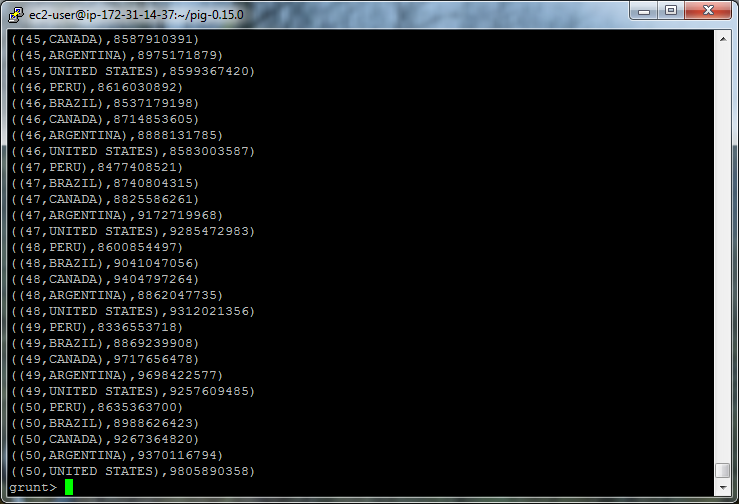 ec2-user@ip-172-31-14-37:~/pig-0.15.0
((45,CANADA),8587910391)
((45,ARGENTINA),8975171879)
((45,UNITED STATES),8599367420)
((46,PERU),8616030892)
((46,BRAZIL),8537179198)
((46,CANADA),8714853605)
((46,ARGENTINA),8888131785)
((46,UNITED STATES),8583003587)
((47,PERU),8477408521)
((47,BRAZIL),8740804315)
((47,CANADA),8825586261)
((47,ARGENTINA),9172719968)
((47,UNITED STATES),9285472983)
((48,PERU),8600854497)
((48,BRAZIL),9041047056)
((48,CANADA),9404797264)
((48,ARGENTINA),8862047735)
((48,UNITED STATES),9312021356)
((49,PERU),8336553718)
((49,BRAZIL),8869239908)
((49,CANADA),9717656478)
((49,ARGENTINA),9698422577)
((49,UNITED STATES),9257609485)
((50,PERU),8635363700)
((50,BRAZIL),8988626423)
((50,CANADA),9267364820)
((50,ARGENTINA),9370116794)
((50,UNITED STATES),9805890358)
grunt>